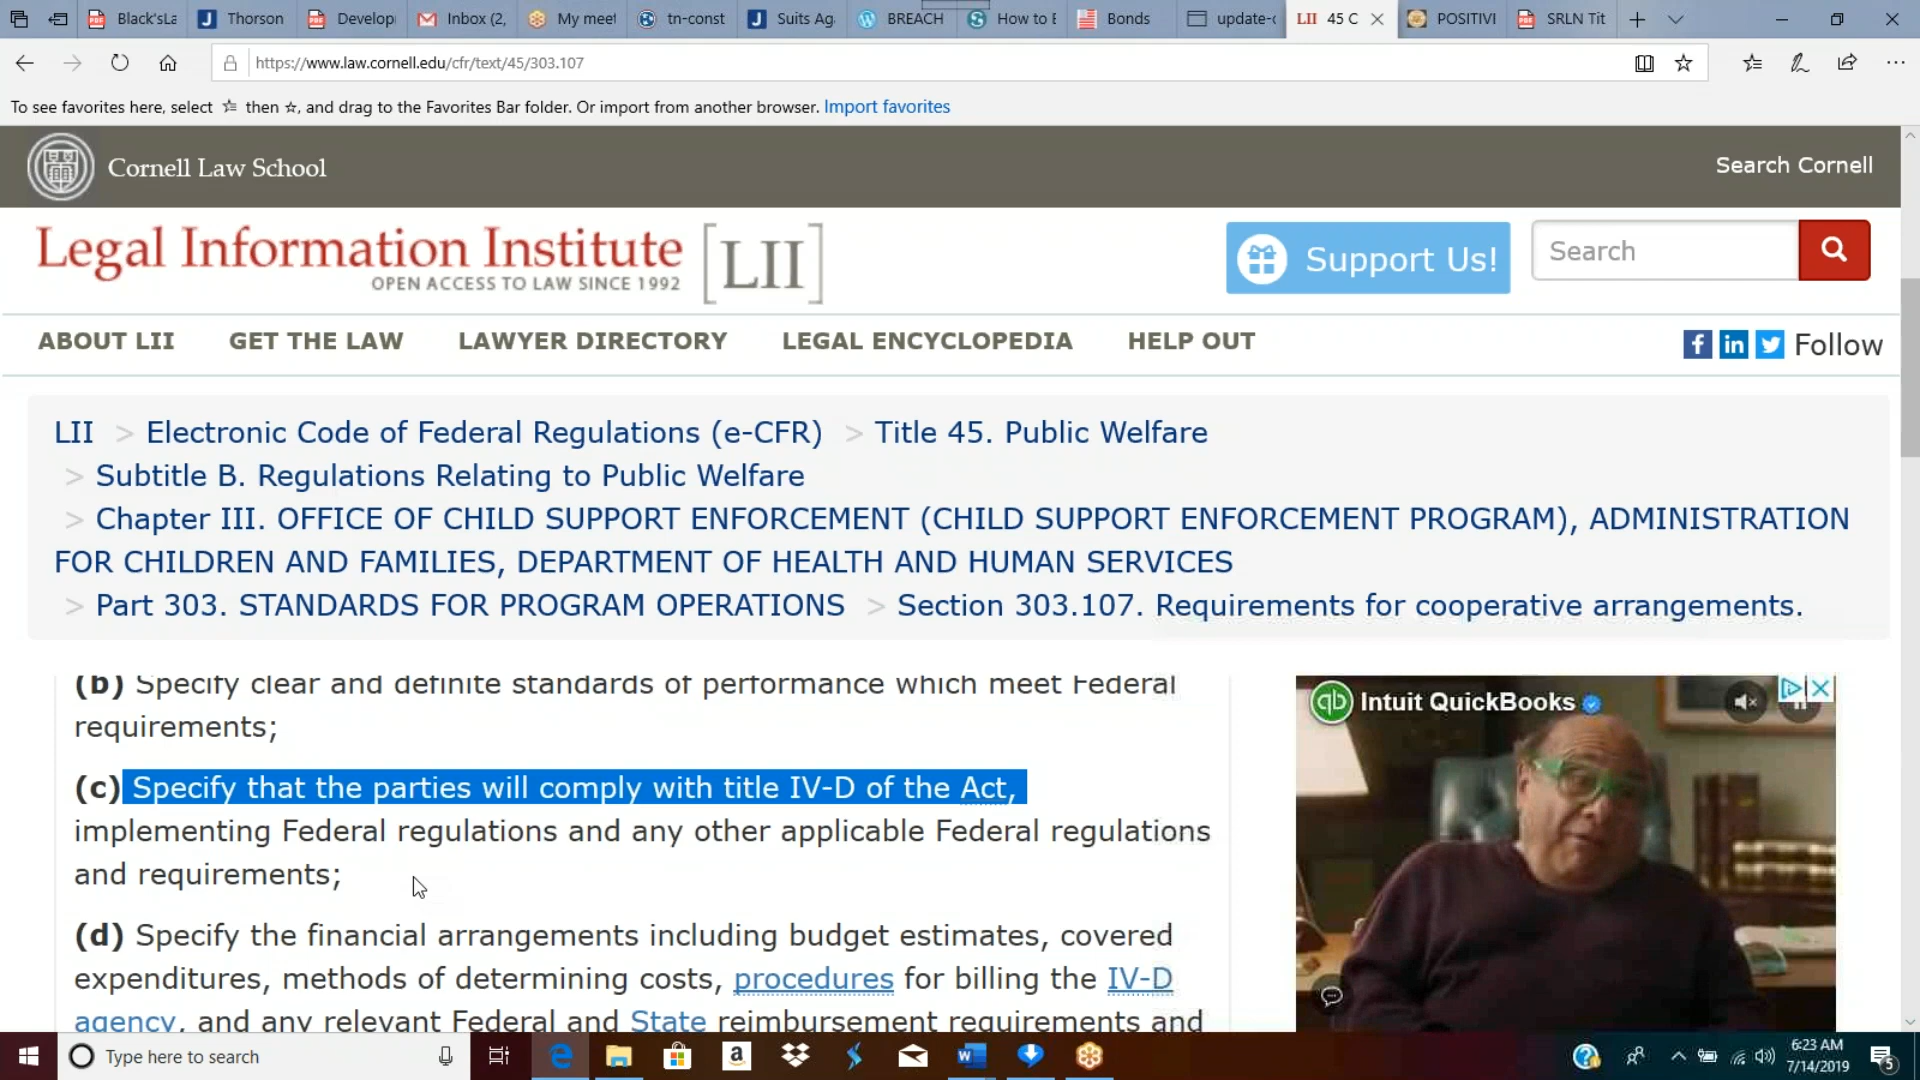 Black'sLa
Thorson
Develop
Inbox (2,
My meet
tn-const
Suits Ag
BREACH
How to E
Bonds
update-c
LII 45 C
POSITIVI
SRLN Tit
https://www.law.cornell.edu/cfr/text/45/303.107
To see favorites here, select then ☆, and drag to the Favorites Bar folder. Or import from another browser. Import favorites
Cornell Law School
Search Cornell
Legal Information Institute [LII]
OPEN ACCESS TO LAW SINCE 1992
Support Us!
Search
ABOUT LII GET THE LAW LAWYER DIRECTORY LEGAL ENCYCLOPEDIA HELP OUT
f in Follow
LII > Electronic Code of Federal Regulations (e-CFR) > Title 45. Public Welfare
> Subtitle B. Regulations Relating to Public Welfare
> Chapter III. OFFICE OF CHILD SUPPORT ENFORCEMENT (CHILD SUPPORT ENFORCEMENT PROGRAM), ADMINISTRATION
FOR CHILDREN AND FAMILIES, DEPARTMENT OF HEALTH AND HUMAN SERVICES
> Part 303. STANDARDS FOR PROGRAM OPERATIONS > Section 303.107. Requirements for cooperative arrangements.
(b) Specify clear and definite standards of performance which meet Federal
requirements;
(c) Specify that the parties will comply with title IV-D of the Act,
implementing Federal regulations and any other applicable Federal regulations
and requirements;
(d) Specify the financial arrangements including budget estimates, covered
expenditures, methods of determining costs, procedures for billing the IV-D
agency, and any relevant Federal and State reimbursement requirements and
qb Intuit QuickBooks
Type here to search
6:23 AM
7/14/2019
5